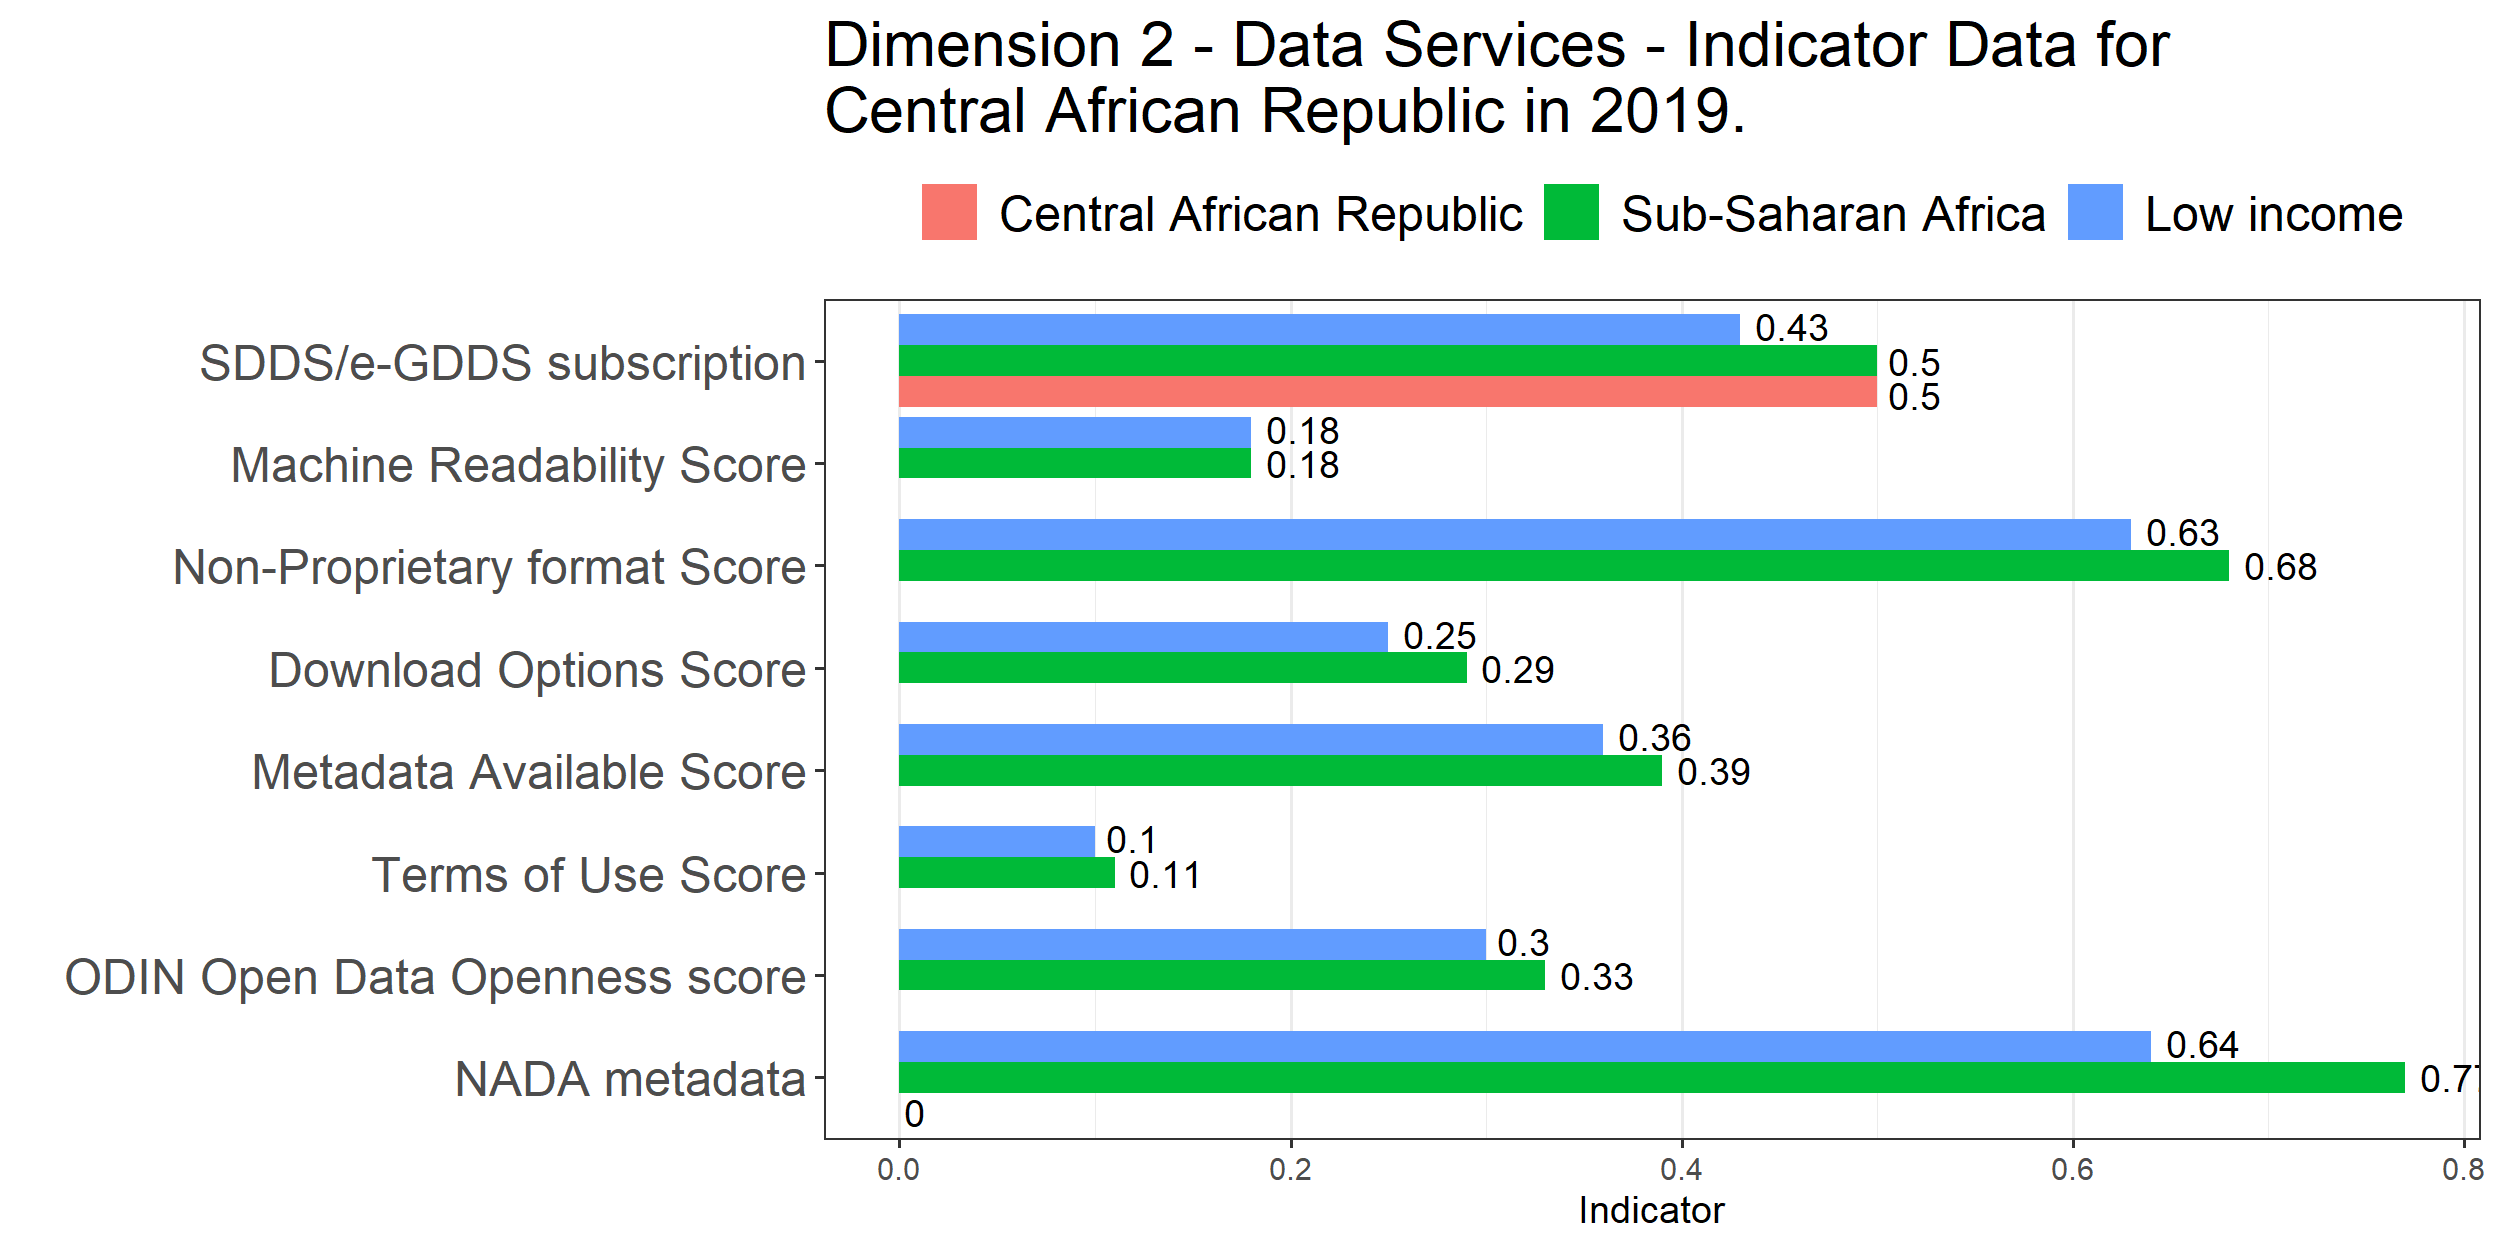 Dimension 2 - Data Services - Indicator Data for
Central African Republic in 2019.
Central African Republic Sub-Saharan Africa Low income
SDDS/e-GDDS subscription
0.43
0.5
0.5
Machine Readability Score
0.18
0.18
Non-Proprietary format Score
0.63
0.68
Download Options Score
0.25
0.29
Metadata Available Score
0.36
0.39
Terms of Use Score
0.1
0.11
ODIN Open Data Openness score
0.3
0.33
NADA metadata
0.64
0.77
0
0.0 0.2 0.4 0.6 0.8
Indicator